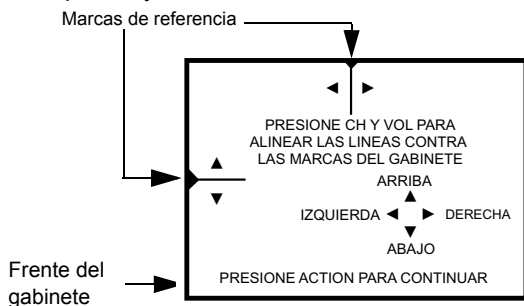 Marcas de referencia
PRESIONE CH Y VOL PARA
ALINEAR LAS LINEAS CONTRA
LAS MARCAS DEL GABINETE
ARRIBA
IZQUIERDA
DERECHA
ABAJO
PRESIONE ACTION PARA CONTINUAR
Frente del
gabinete